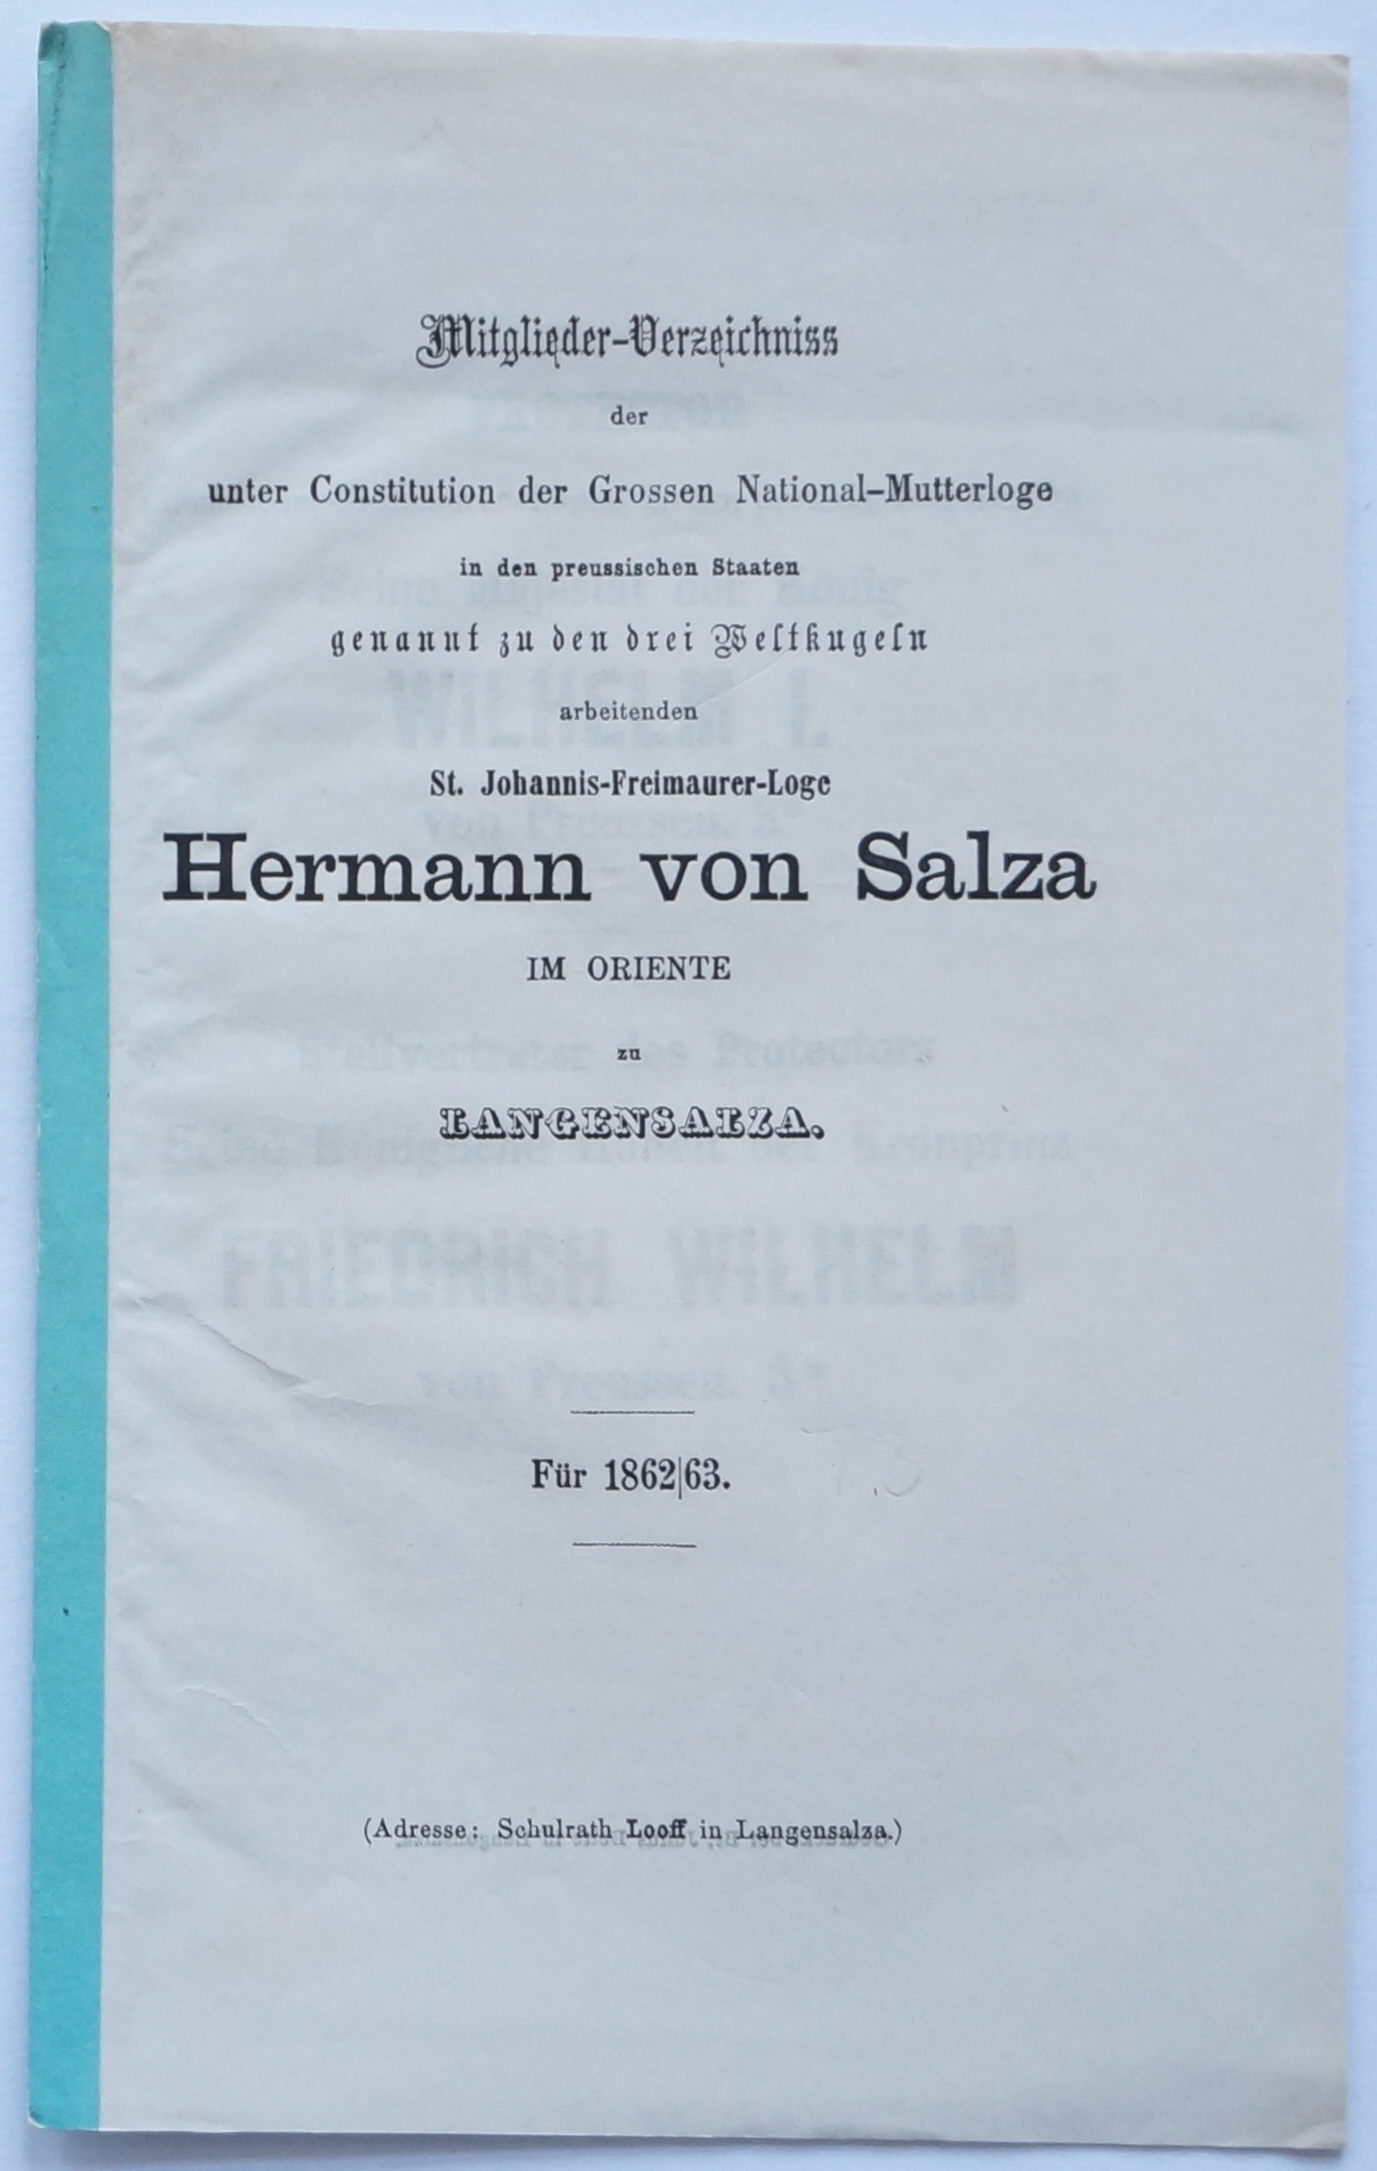 Mitglieder-Verzeichniss
der
unter Constitution der Grossen National-Mutterloge
in den preussischen Staaten
genannt zu den drei Weltkugeln
arbeitenden
St. Johannis-Freimaurer-Loge
Hermann von Salza
IM ORIENTE
zu
LANGENSALZA.
Für 1862|63.
(Adresse: Schulrath Looff in Langensalza.)